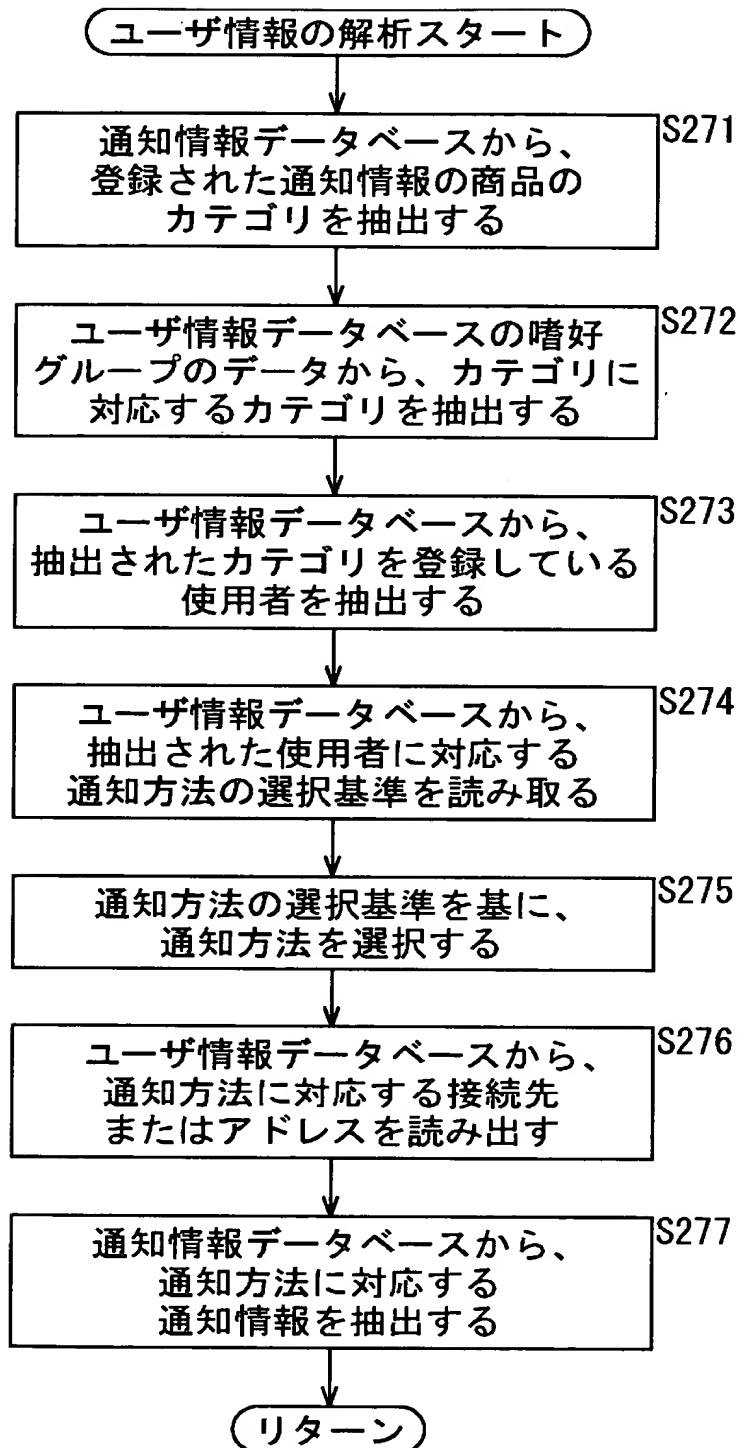 ユーザ情報の解析スタート
S271
通知情報データベースから、
登録された通知情報の商品の
カテゴリを抽出する
S272
ユーザ情報データベースの嗜好
グループのデータから、カテゴリに
対応するカテゴリを抽出する
S273
ユーザ情報データベースから、
抽出されたカテゴリを登録している
使用者を抽出する
S274
ユーザ情報データベースから、
抽出された使用者に対応する
通知方法の選択基準を読み取る
S275
通知方法の選択基準を基に、
通知方法を選択する
S276
ユーザ情報データベースから、
通知方法に対応する接続先
またはアドレスを読み出す
S277
通知情報データベースから、
通知方法に対応する
通知情報を抽出する
リターン